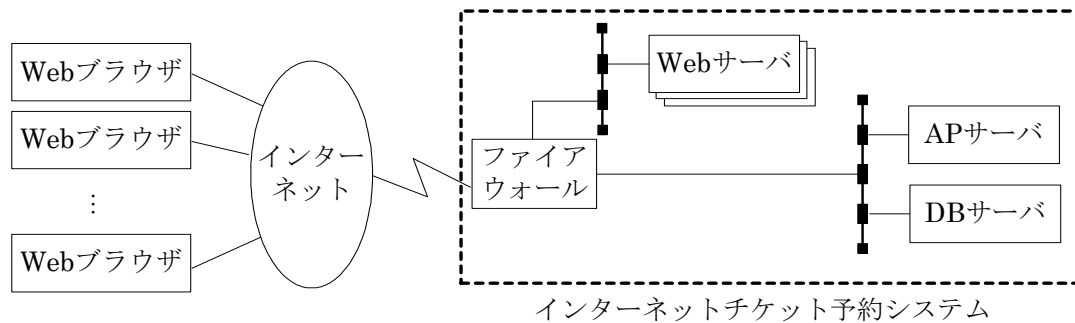 Webブラウザ
Webブラウザ
⋮
Webブラウザ
インター
ネット
ファイア
ウォール
Webサーバ
APサーバ
DBサーバ
インターネットチケット予約システム